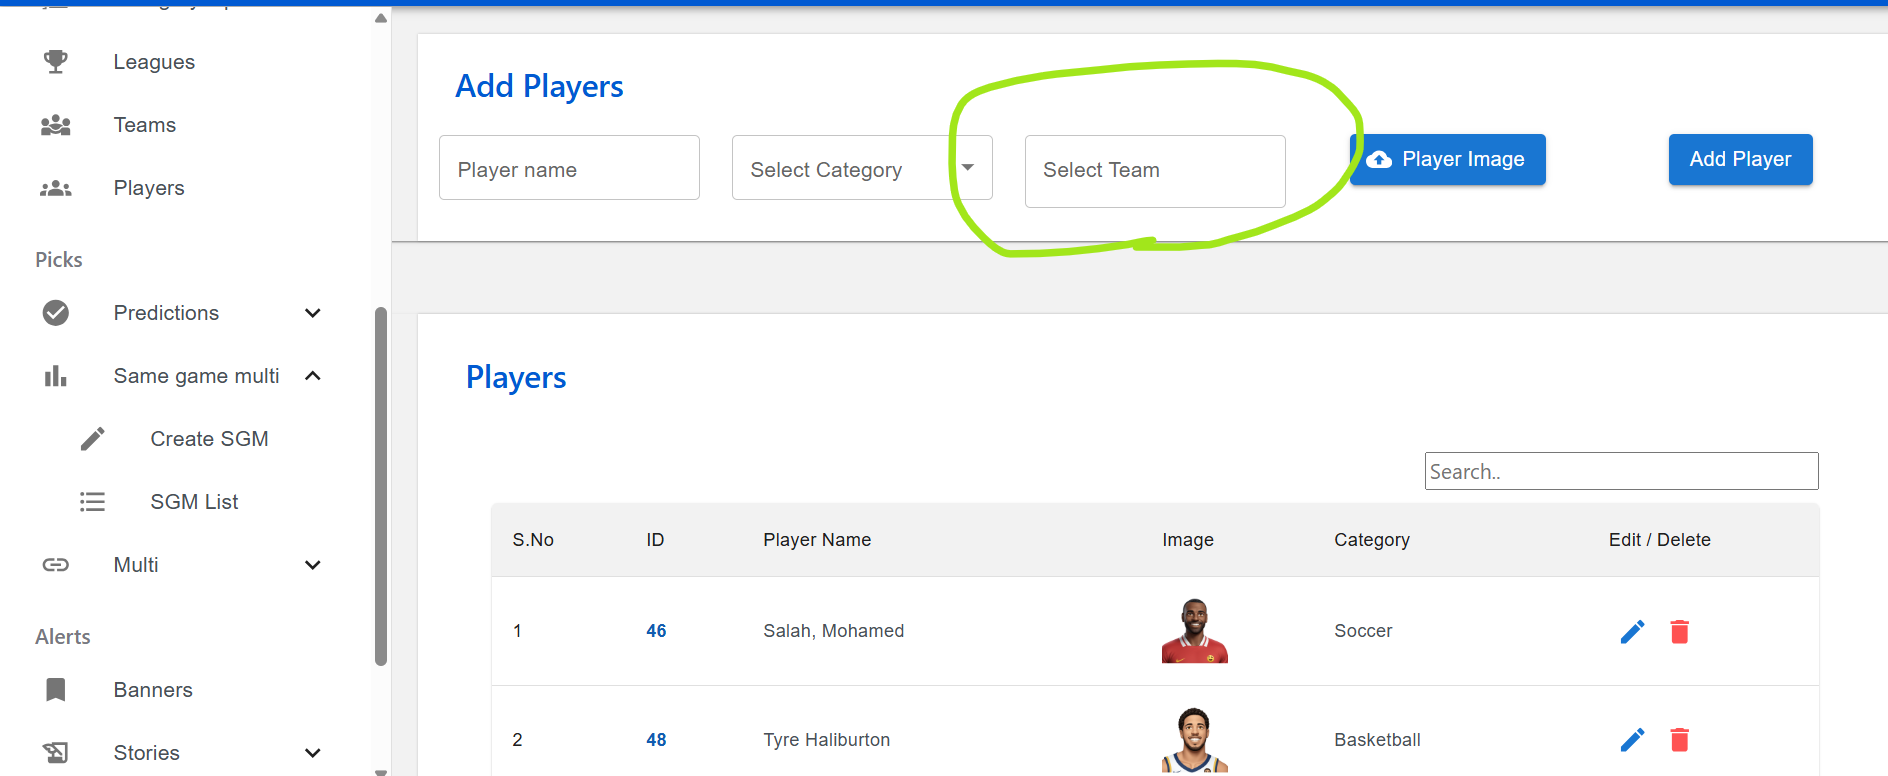 Leagues
Teams
Players
Picks
Predictions
Same game multi
Create SGM
SGM List
Multi
Alerts
Banners
Stories
Add Players
Player name
Select Category
Select Team
Player Image
Add Player
Players
Search..
S.No ID Player Name Image Category Edit / Delete
1 46 Salah, Mohamed Soccer
2 48 Tyre Haliburton Basketball